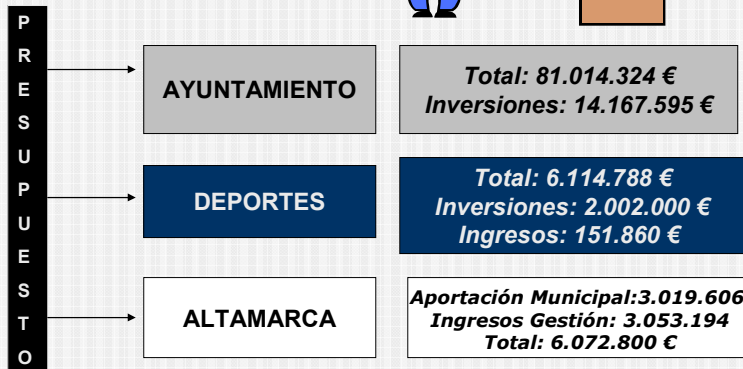 PRESUPUESTO
AYUNTAMIENTO
Total: 81.014.324 €
Inversiones: 14.167.595 €
DEPORTES
Total: 6.114.788 €
Inversiones: 2.002.000 €
Ingresos: 151.860 €
ALTAMARCA
Aportación Municipal:3.019.606
Ingresos Gestión: 3.053.194
Total: 6.072.800 €